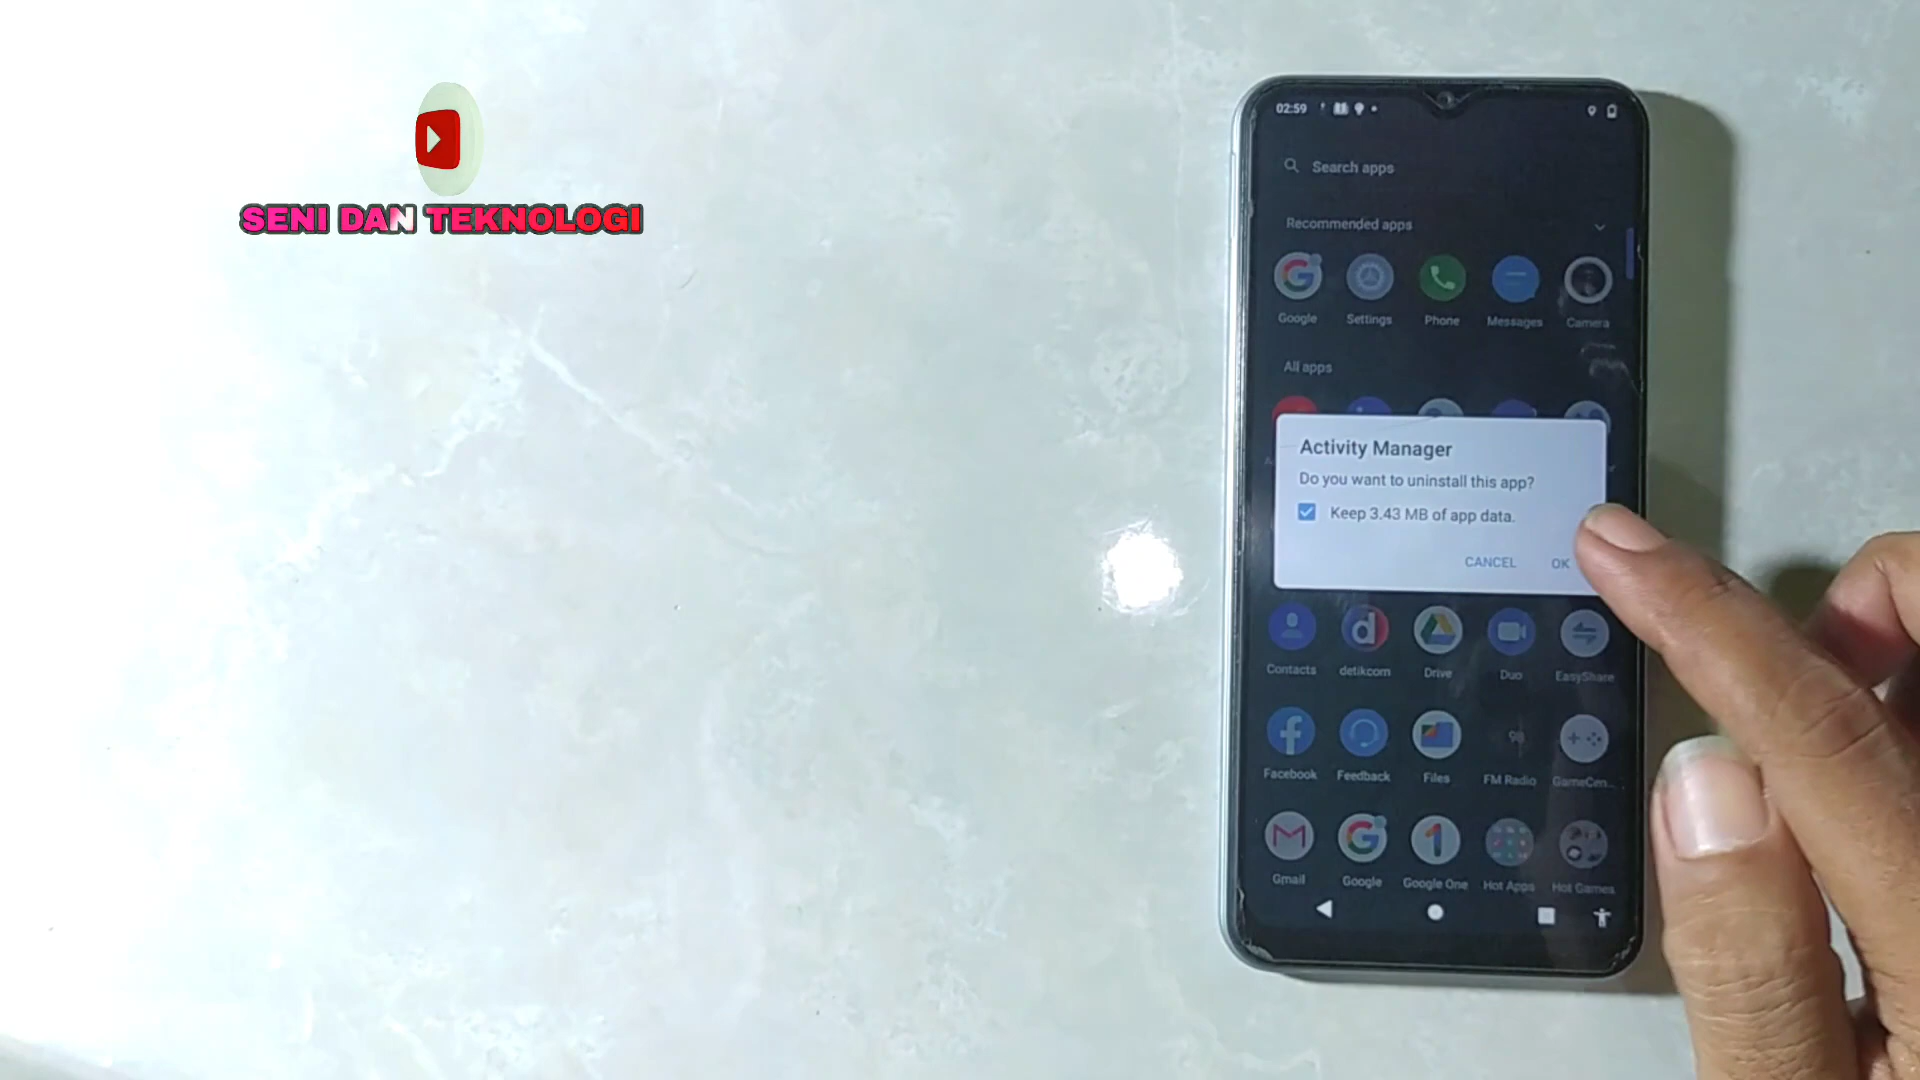 SENI DAN TEKNOLOGI
02:59
Search apps
Recommended apps
Google Settings Phone Messages Camera
All apps
Activity Manager
Do you want to uninstall this app?
Keep 3.43 MB of app data.
CANCEL OK
Contacts detikcom Drive Duo EasyShare
Facebook Feedback Files FM Radio GameCen...
Gmail Google Google One Hot Apps Hot Games